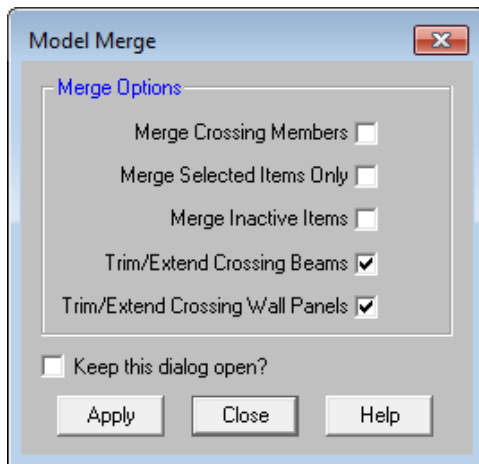 Model Merge
Merge Options
Merge Crossing Members
Merge Selected Items Only
Merge Inactive Items
Trim/Extend Crossing Beams
Trim/Extend Crossing Wall Panels
Keep this dialog open?
Apply Close Help